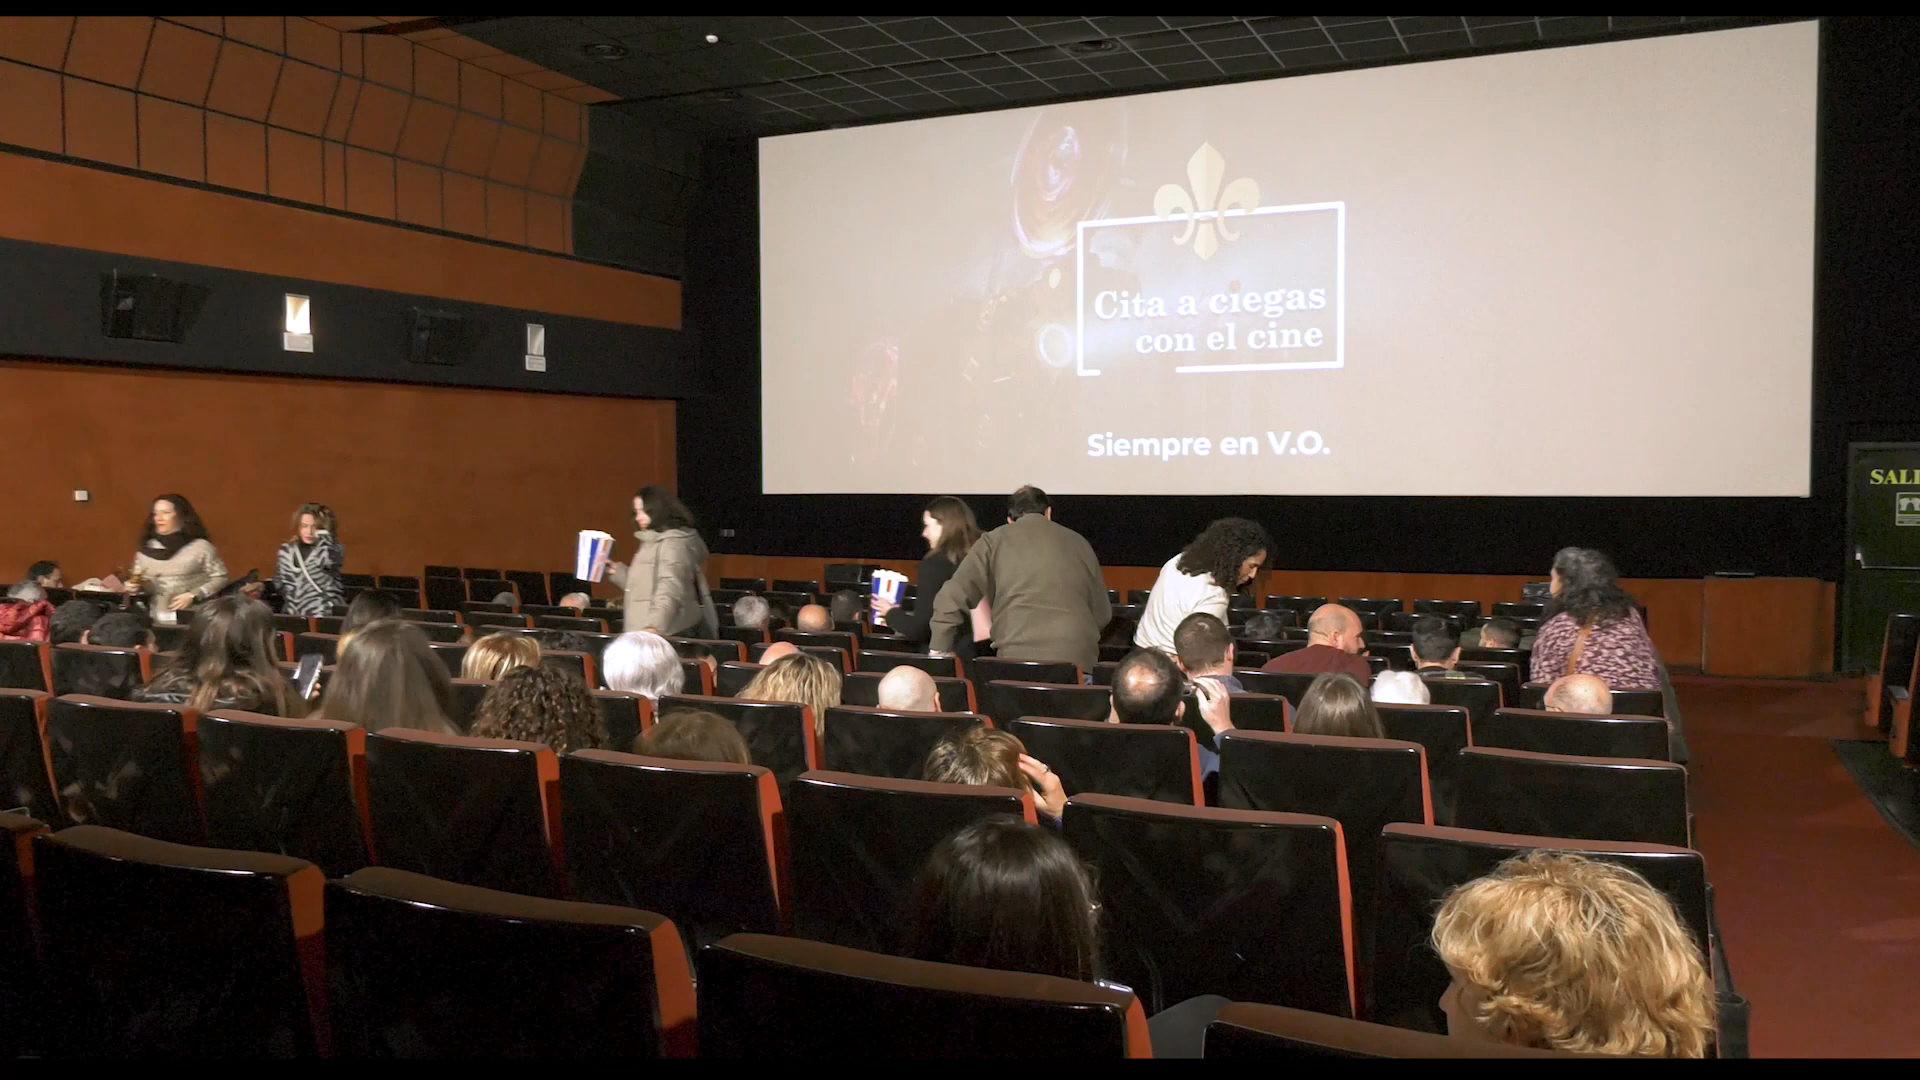 Cita a ciegas
con el cine
Siempre en V.O.